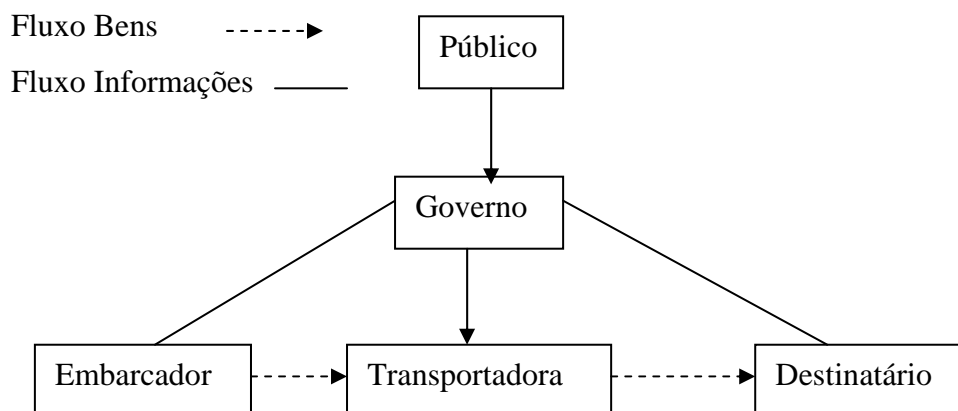 Fluxo Bens
Fluxo Informações
Público
Governo
Embarcador
Transportadora
Destinatário